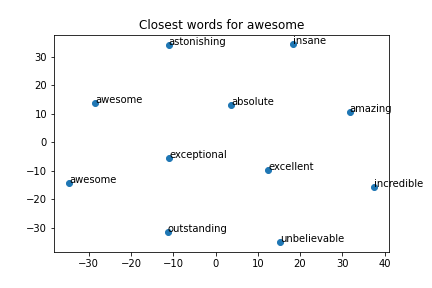 Closest words for awesome
astonishing
insane
awesome
absolute
amazing
exceptional
excellent
awesome
incredible
outstanding
unbelievable
30
20
10
0
−10
−20
−30
−30
−20
−10
0
10
20
30
40